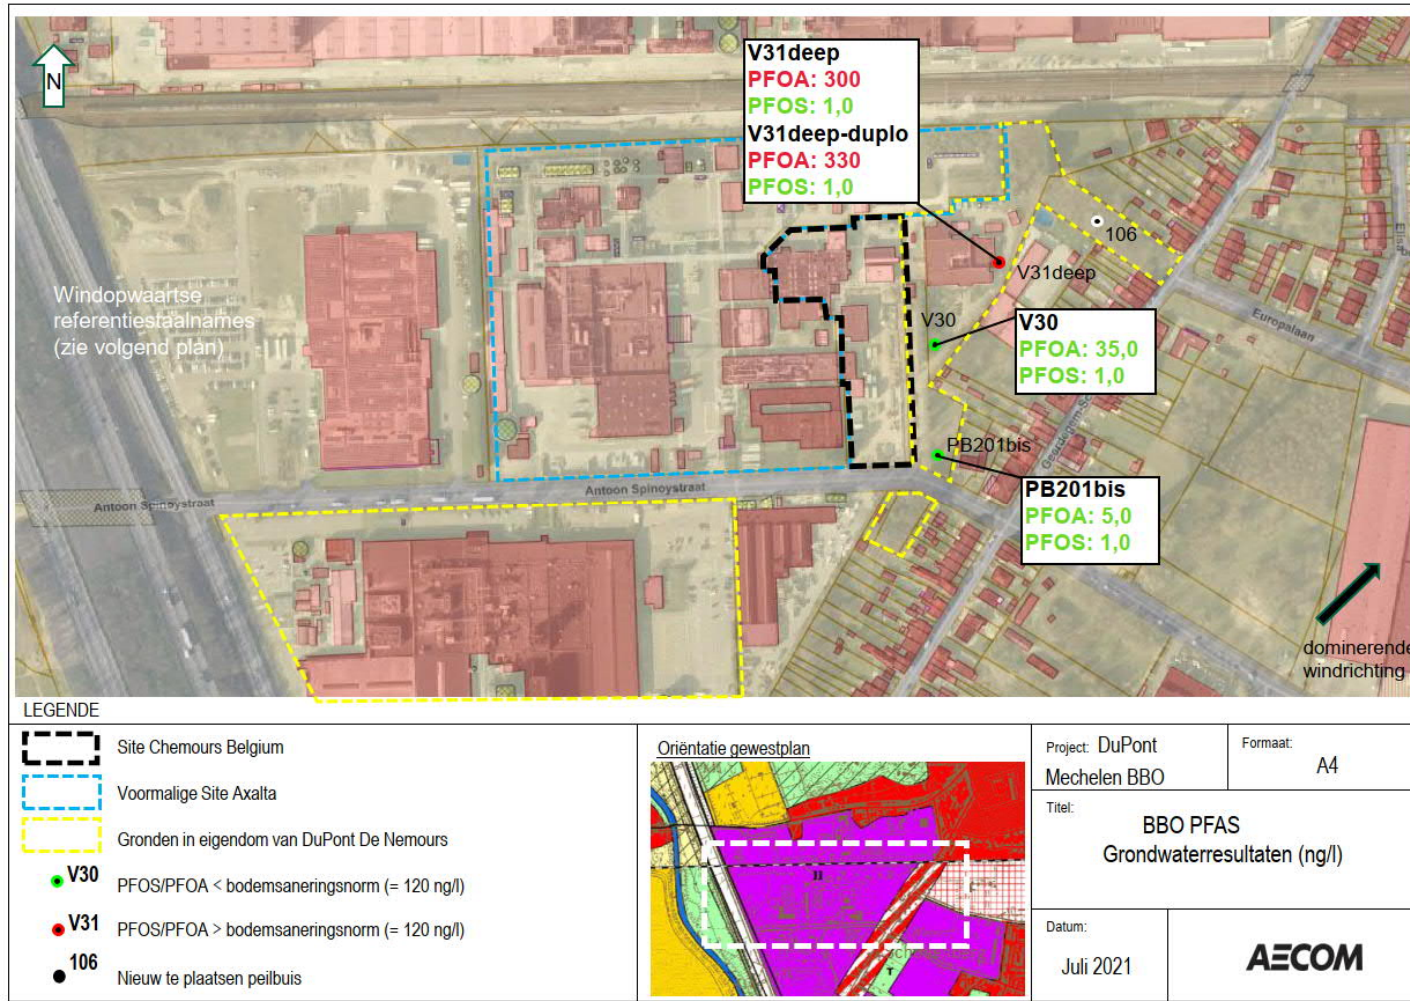 N
V31deep
PFOA: 300
PFOS: 1,0
V31deep-duplo
PFOA: 330
PFOS: 1,0
106
V31deep
Windopwaartse
referentiestaalnames
(zie volgend plan)
V30
V30
PFOA: 35,0
PFOS: 1,0
Europalaan
PB201bis
PB201bis
PFOA: 5,0
PFOS: 1,0
Antoon Spinoystraat
Antoon Spinoystraat
dominerende
windrichting
LEGENDE
Site Chemours Belgium
Voormalige Site Axalta
Gronden in eigendom van DuPont De Nemours
V30 PFOS/PFOA < bodemsaneringsnorm (= 120 ng/l)
V31 PFOS/PFOA > bodemsaneringsnorm (= 120 ng/l)
106 Nieuw te plaatsen peilbuis
Oriëntatie gewestplan
T
Project: DuPont
Mechelen BBO
Formaat:
A4
Titel:
BBO PFAS
Grondwaterresultaten (ng/l)
Datum:
Juli 2021
AECOM